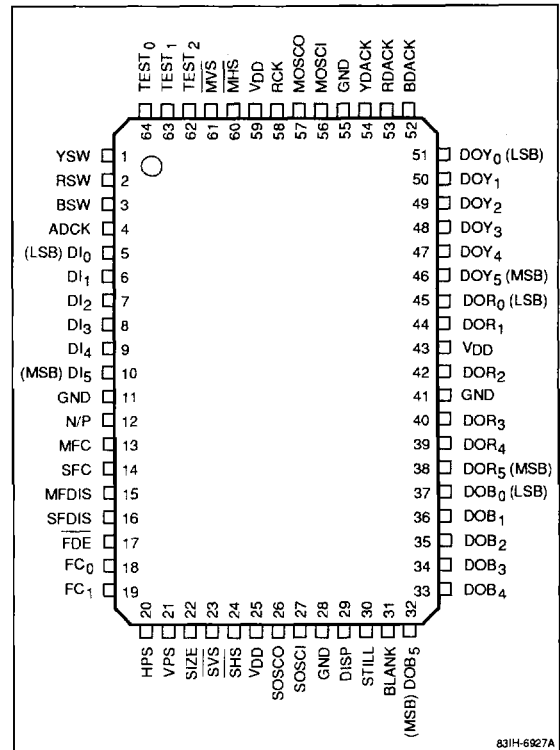 TEST0
TEST1
TEST2
MVS
MHS
VDD
RCK
MOSCO
MOSCI
GND
YDACK
RDACK
BDACK
64 63 62 61 60 59 58 57 56 55 54 53 52
YSW 1
RSW 2
BSW 3
ADCK 4
(LSB) DI0 5
DI1 6
DI2 7
DI3 8
DI4 9
(MSB) DI5 10
GND 11
N/P 12
MFC 13
SFC 14
MFDIS 15
SFDIS 16
FDE 17
FC0 18
FC1 19
51 DOY0 (LSB)
50 DOY1
49 DOY2
48 DOY3
47 DOY4
46 DOY5 (MSB)
45 DOR0 (LSB)
44 DOR1
43 VDD
42 DOR2
41 GND
40 DOR3
39 DOR4
38 DOR5 (MSB)
37 DOB0 (LSB)
36 DOB1
35 DOB2
34 DOB3
33 DOB4
20 21 22 23 24 25 26 27 28 29 30 31 32
HPS
VPS
SIZE
SVS
SHS
VDD
SOSCO
SOSCI
GND
DISP
STILL
BLANK
(MSB) DOB5
83IH-6927A